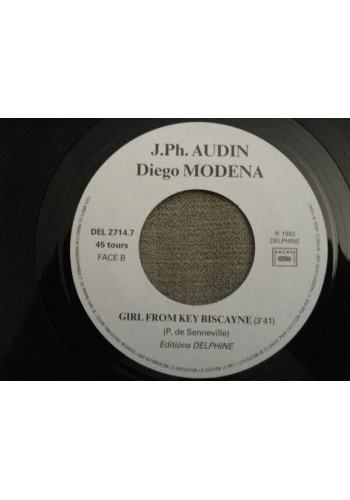 J.Ph. AUDIN
Diego MODENA
DEL 2714.7
45 tours
FACE B
℗ 1992
DELPHINE
SACEM
GIRL FROM KEY BISCAYNE (3'41)
(P. de Senneville)
Editions DELPHINE